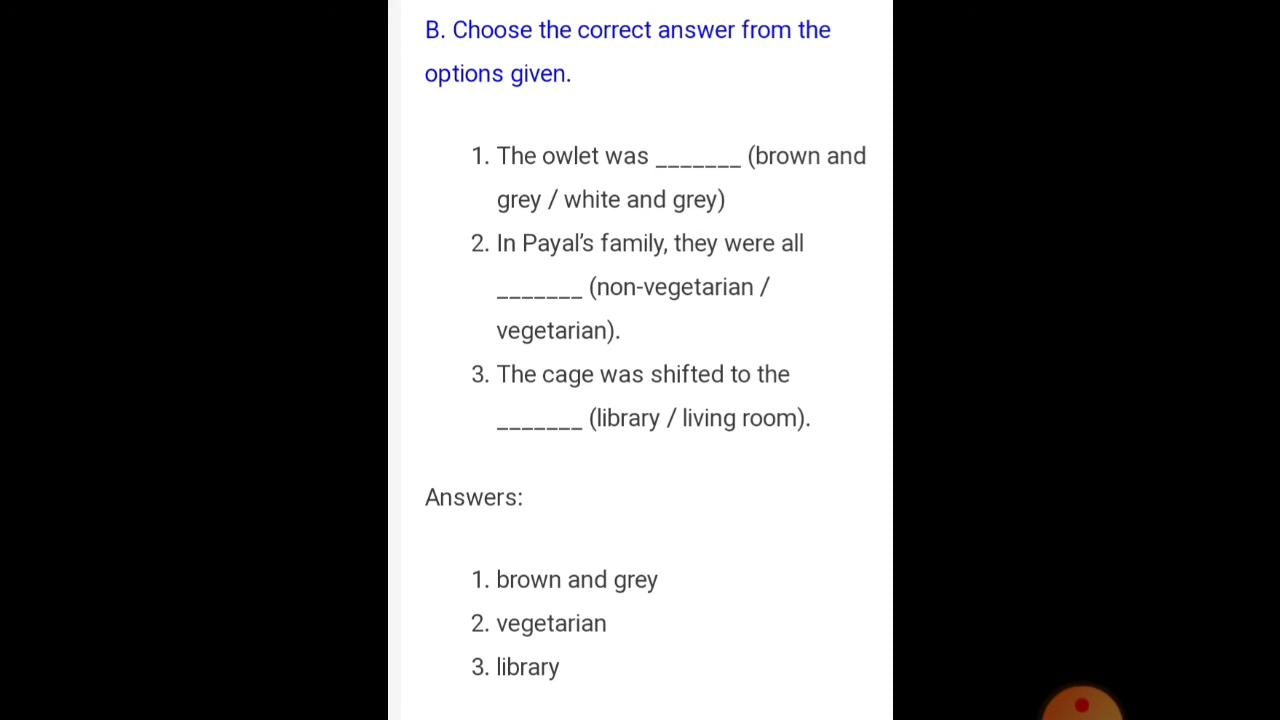 B. Choose the correct answer from the
options given.
1. The owlet was _______ (brown and
grey / white and grey)
2. In Payal’s family, they were all
_______ (non-vegetarian /
vegetarian).
3. The cage was shifted to the
_______ (library / living room).
Answers:
1. brown and grey
2. vegetarian
3. library